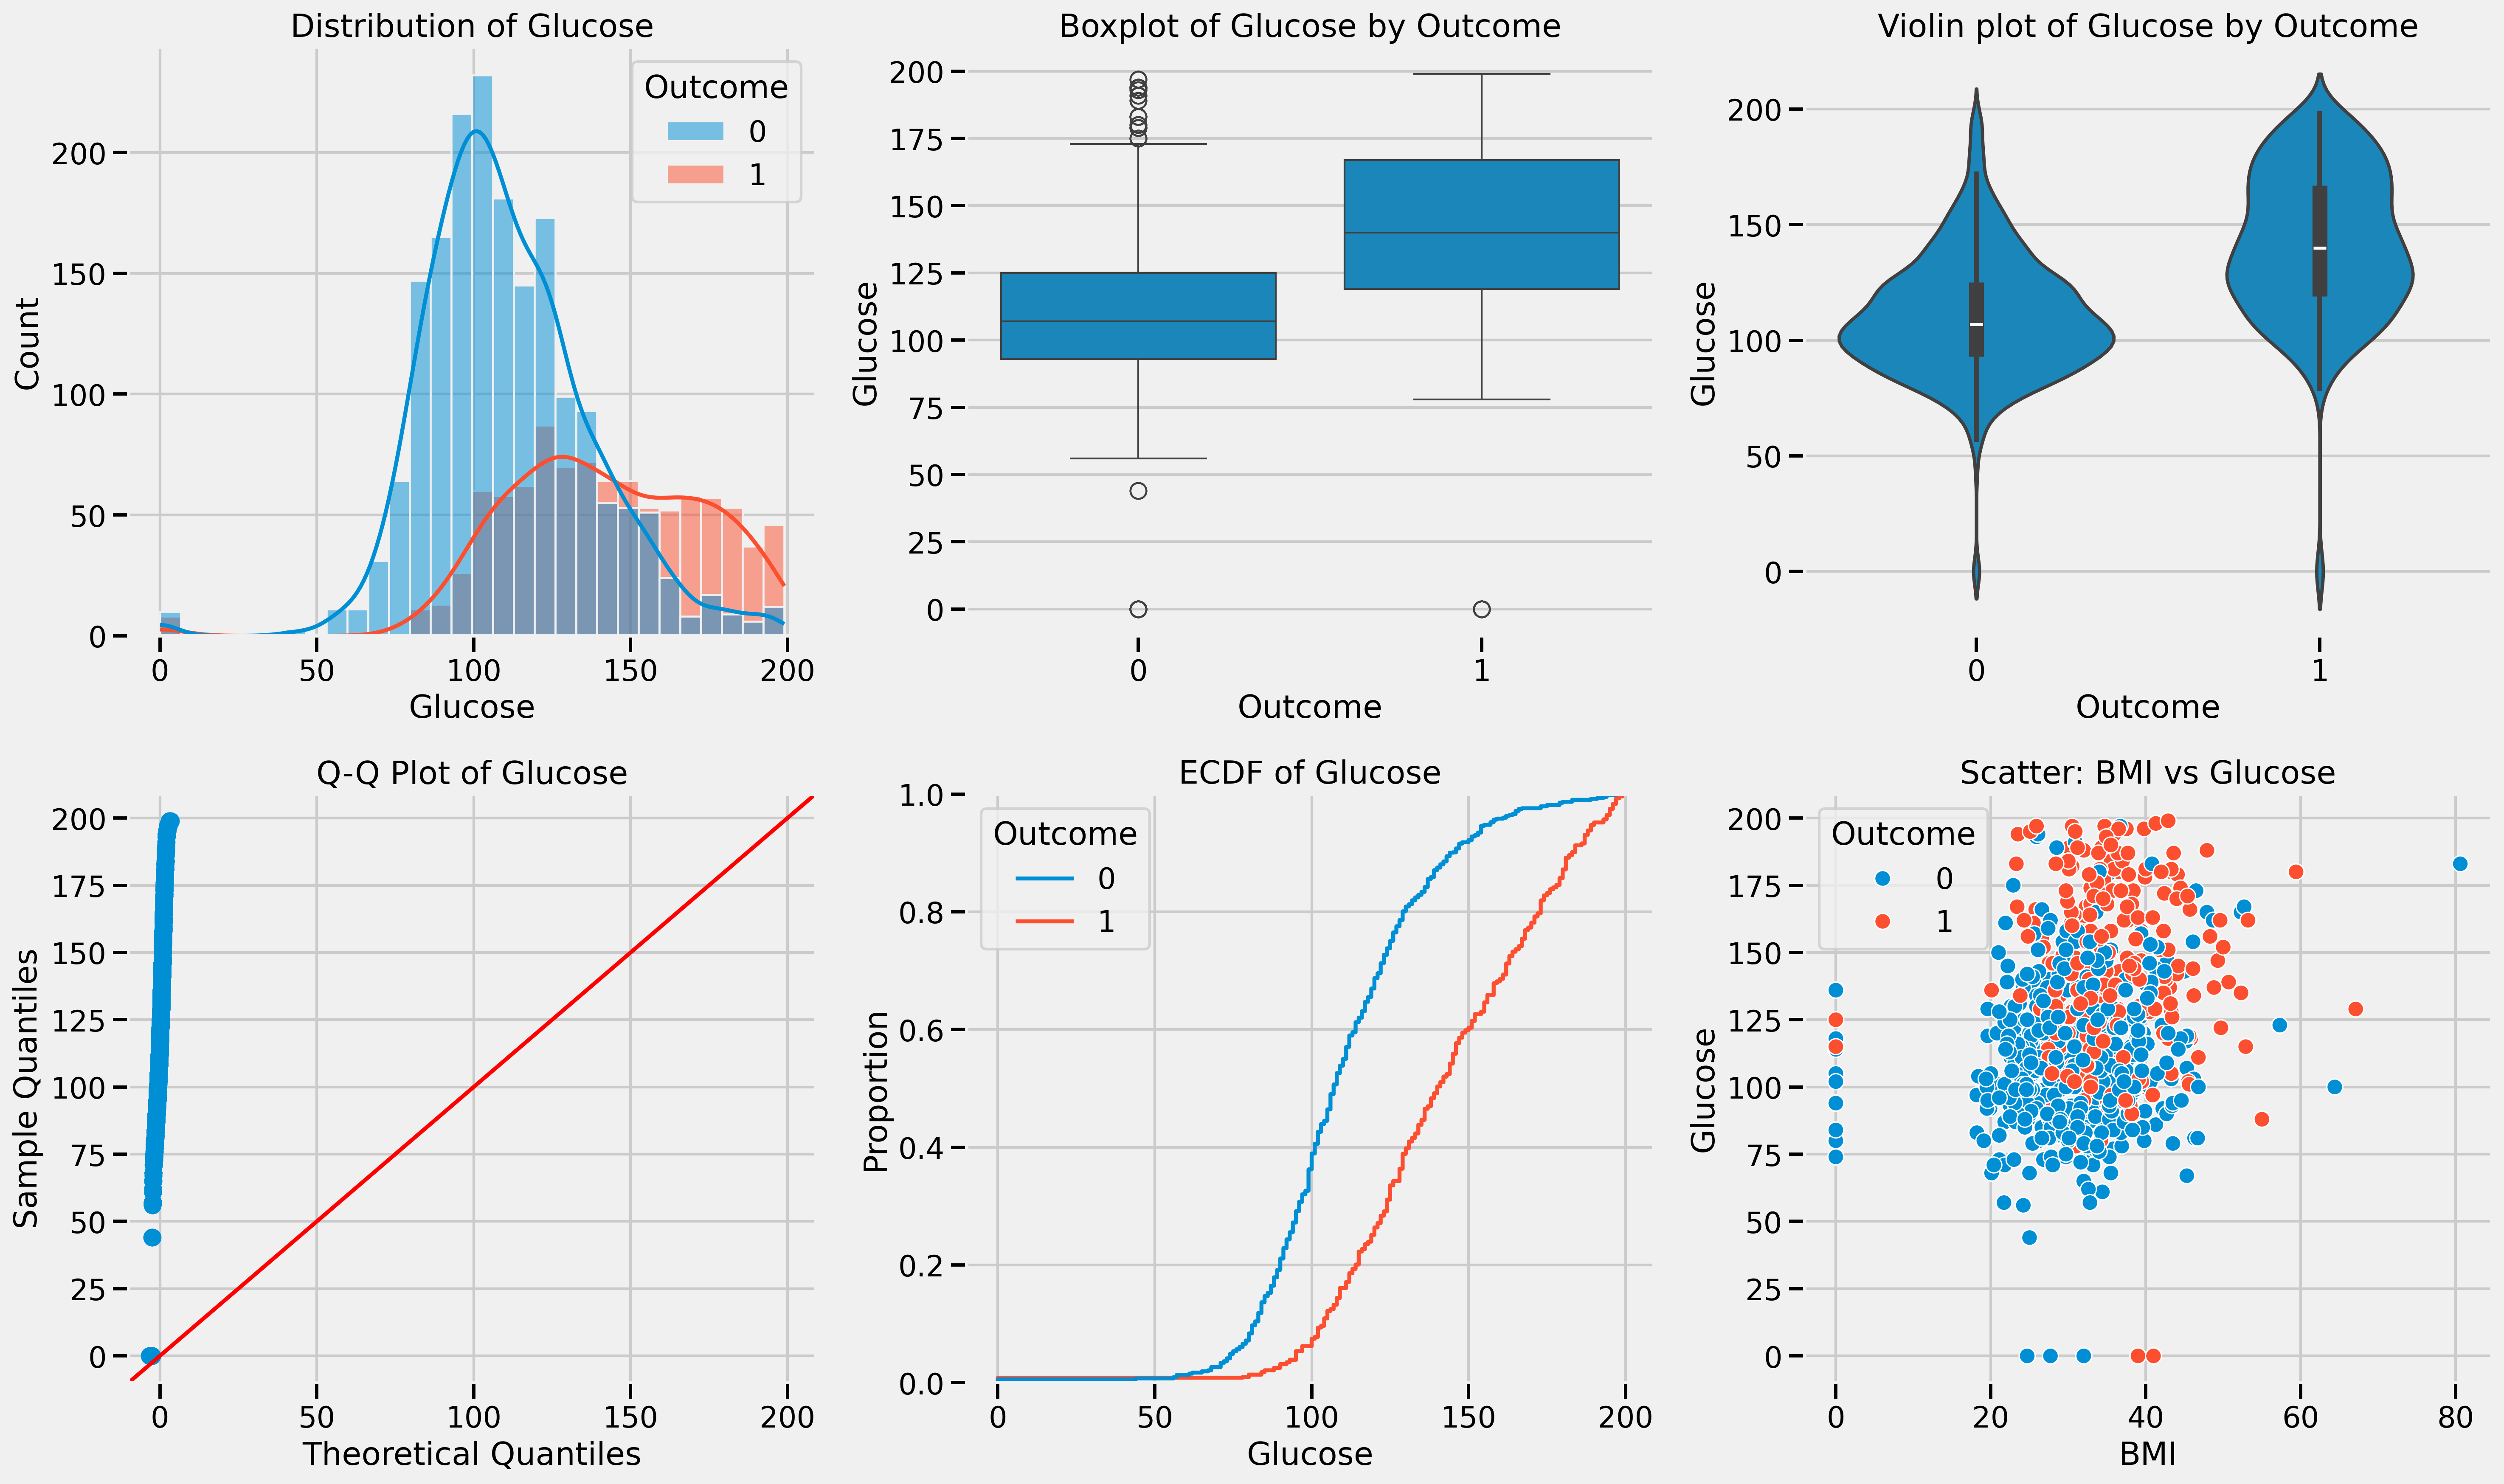 Distribution of Glucose
Count
200
150
100
50
0
Outcome
0
1
0 50 100 150 200
Glucose
Boxplot of Glucose by Outcome
Glucose
200
175
150
125
100
75
50
25
0
0 1
Outcome
Violin plot of Glucose by Outcome
Glucose
200
150
100
50
0
0 1
Outcome
Q-Q Plot of Glucose
Sample Quantiles
200
175
150
125
100
75
50
25
0
0 50 100 150 200
Theoretical Quantiles
ECDF of Glucose
Proportion
1.0
0.8
0.6
0.4
0.2
0.0
Outcome
0
1
0 50 100 150 200
Glucose
Scatter: BMI vs Glucose
Glucose
200
175
150
125
100
75
50
25
0
Outcome
0
1
0 20 40 60 80
BMI